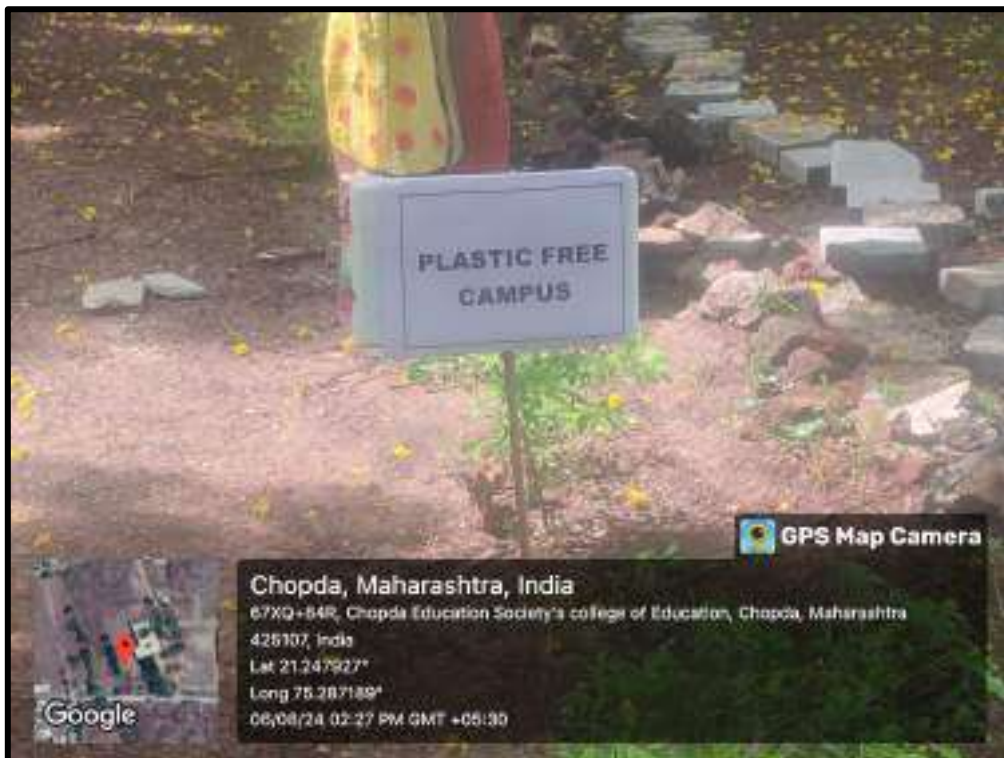 PLASTIC FREE
CAMPUS
GPS Map Camera
Chopda, Maharashtra, India
67XQ+54R, Chopda Education Society's college of Education, Chopda, Maharashtra
425107, India
Lat 21.247927°
Long 75.287189°
06/08/24 02:27 PM GMT +05:30
Google